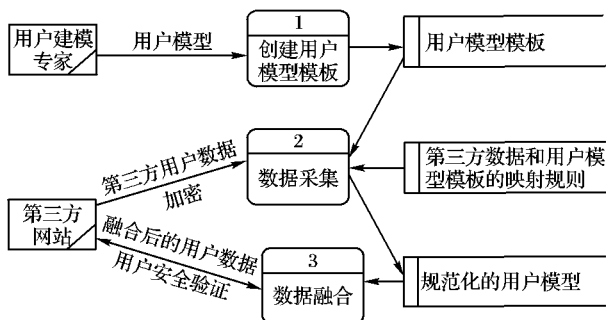 用户建模
专家
用户模型
1
创建用户
模型模板
用户模型模板
第三方用户数据
加密
2
数据采集
第三方数据和用户模
型模板的映射规则
第三方
网站
融合后的用户数据
用户安全验证
3
数据融合
规范化的用户模型